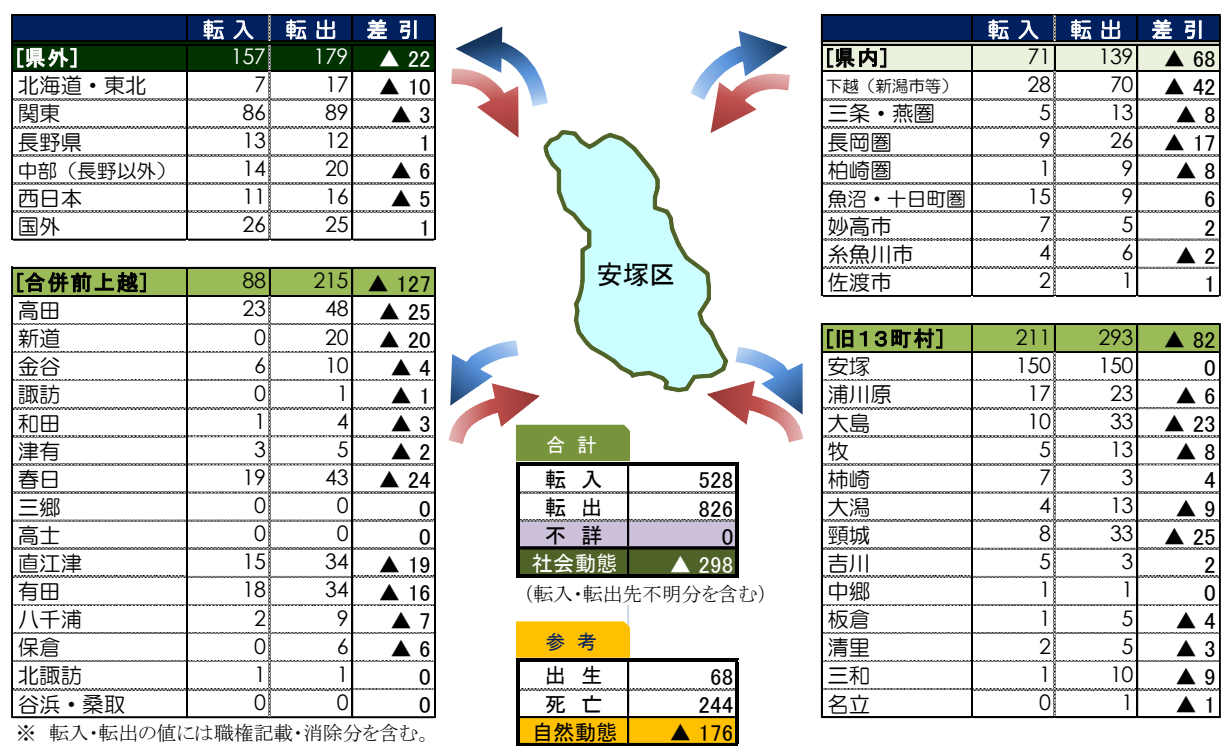 転 入 転 出 差 引
[県外] 157 179 ▲ 22
北海道・東北 7 17 ▲ 10
関東 86 89 ▲ 3
長野県 13 12 1
中部（長野以外） 14 20 ▲ 6
西日本 11 16 ▲ 5
国外 26 25 1
[合併前上越] 88 215 ▲ 127
高田 23 48 ▲ 25
新道 0 20 ▲ 20
金谷 6 10 ▲ 4
諏訪 0 1 ▲ 1
和田 1 4 ▲ 3
津有 3 5 ▲ 2
春日 19 43 ▲ 24
三郷 0 0 0
高士 0 0 0
直江津 15 34 ▲ 19
有田 18 34 ▲ 16
八千浦 2 9 ▲ 7
保倉 0 6 ▲ 6
北諏訪 1 1 0
谷浜・桑取 0 0 0
※ 転入・転出の値には職権記載・消除分を含む。
安塚区
合 計
転 入 528
転 出 826
不 詳 0
社会動態 ▲ 298
（転入・転出先不明分を含む）
参 考
出 生 68
死 亡 244
自然動態 ▲ 176
転 入 転 出 差 引
[県内] 71 139 ▲ 68
下越（新潟市等） 28 70 ▲ 42
三条・燕圏 5 13 ▲ 8
長岡圏 9 26 ▲ 17
柏崎圏 1 9 ▲ 8
魚沼・十日町圏 15 9 6
妙高市 7 5 2
糸魚川市 4 6 ▲ 2
佐渡市 2 1 1
[旧13町村] 211 293 ▲ 82
安塚 150 150 0
浦川原 17 23 ▲ 6
大島 10 33 ▲ 23
牧 5 13 ▲ 8
柿崎 7 3 4
大潟 4 13 ▲ 9
頸城 8 33 ▲ 25
吉川 5 3 2
中郷 1 1 0
板倉 1 5 ▲ 4
清里 2 5 ▲ 3
三和 1 10 ▲ 9
名立 0 1 ▲ 1